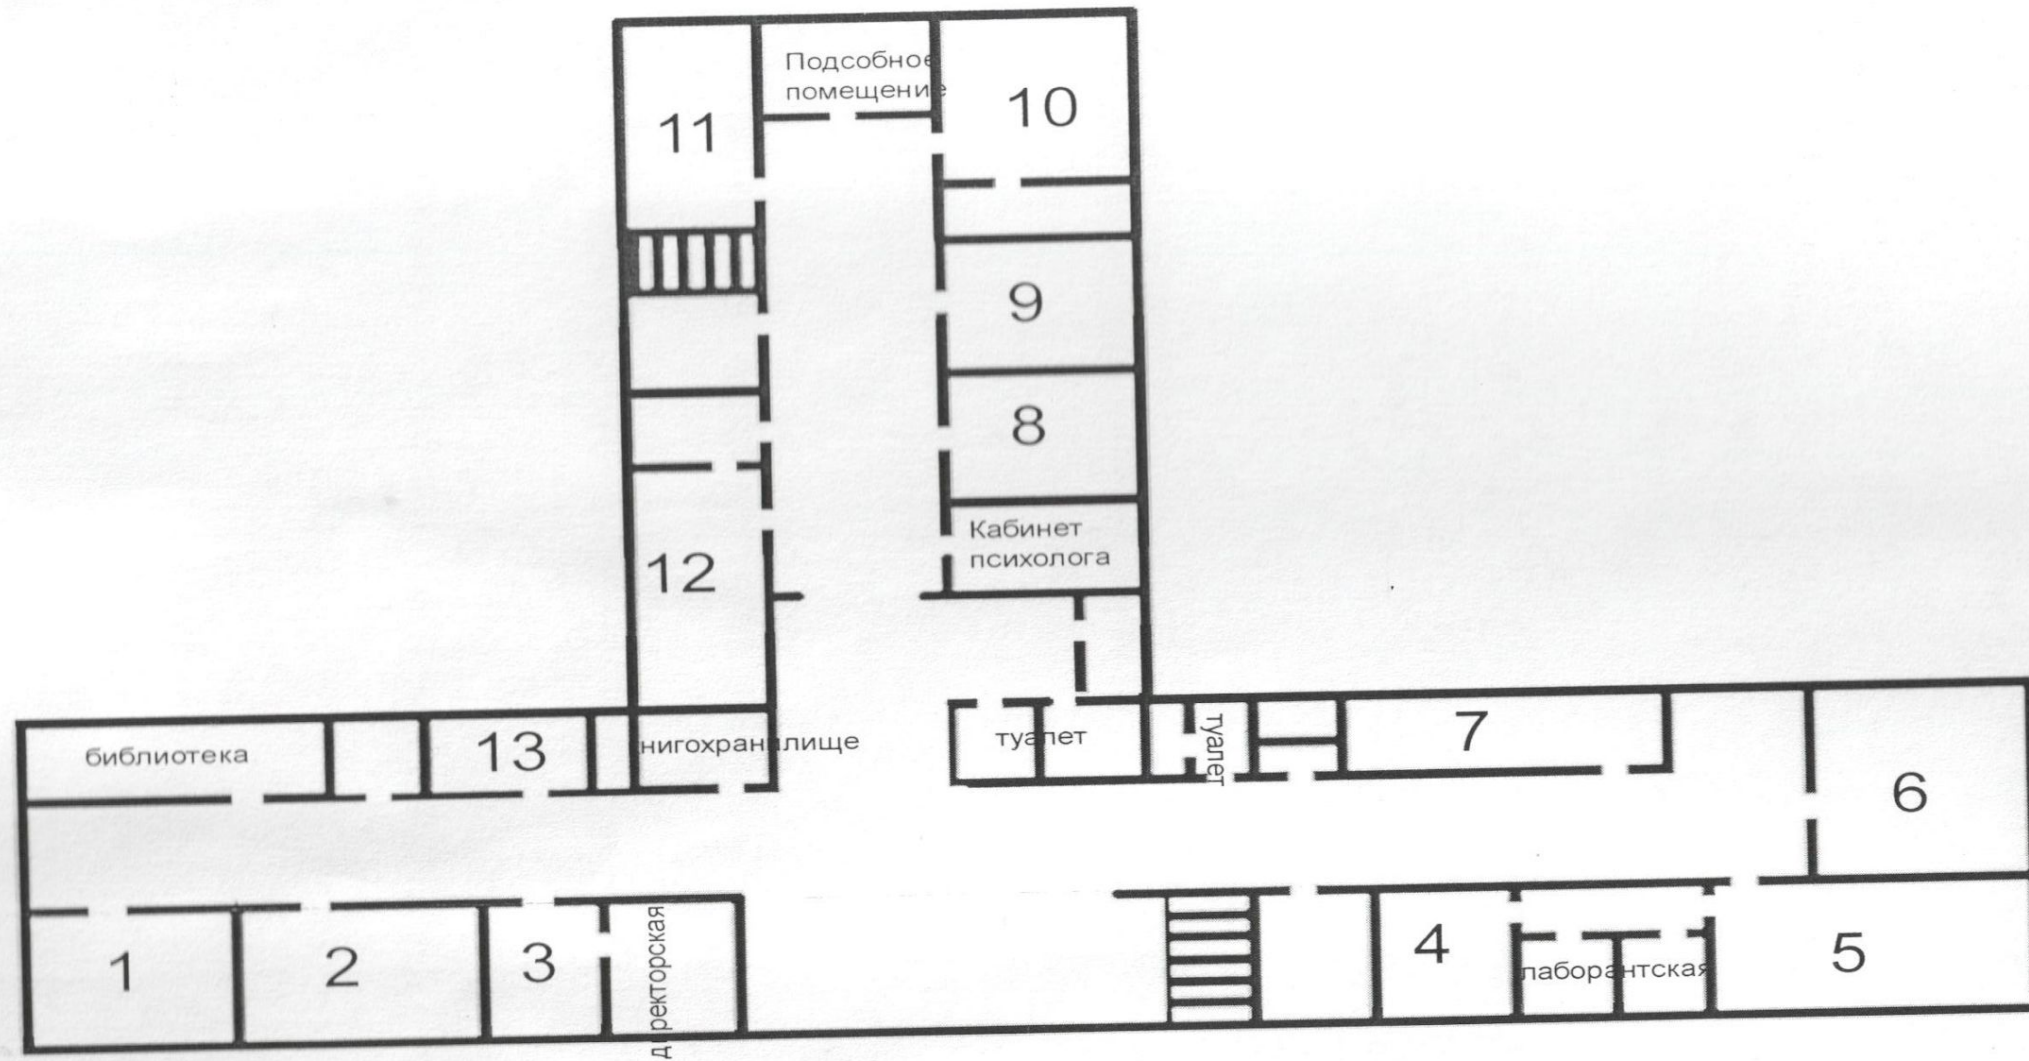 Подсобное
помещение
11
10
9
8
Кабинет
психолога
12
библиотека
13
нигохранилище
туалет
туалет
7
6
1
2
3
директорская
4
лаборантская
5